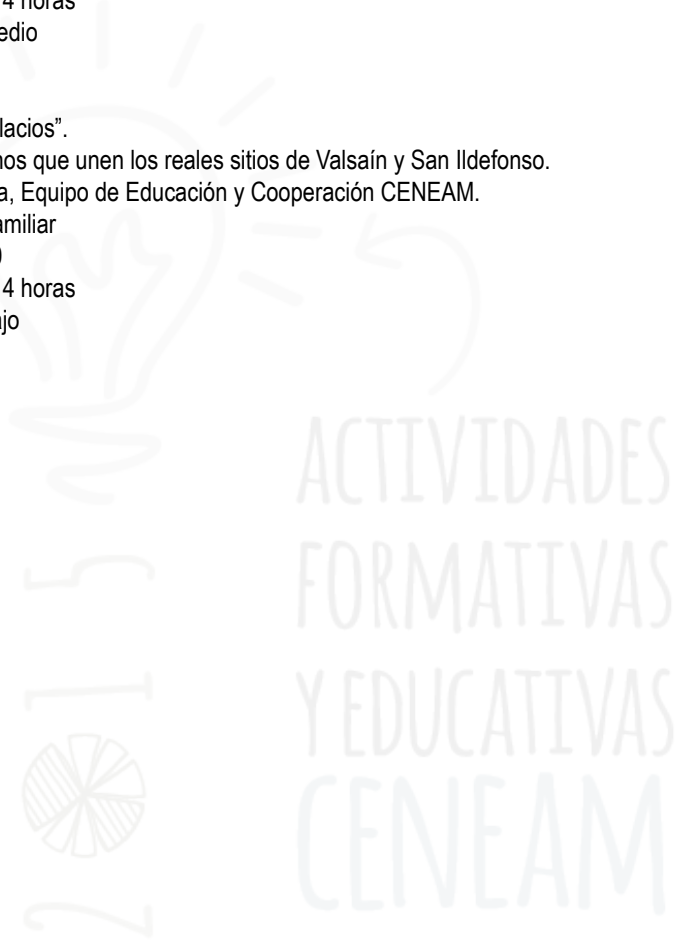 4 horas
edio
lacios”.
nos que unen los reales sitios de Valsaín y San Ildefonso.
a, Equipo de Educación y Cooperación CENEAM.
amiliar
)
4 horas
ajo
ACTIVIDADES
FORMATIVAS
Y EDUCATIVAS
CENEAM
2015